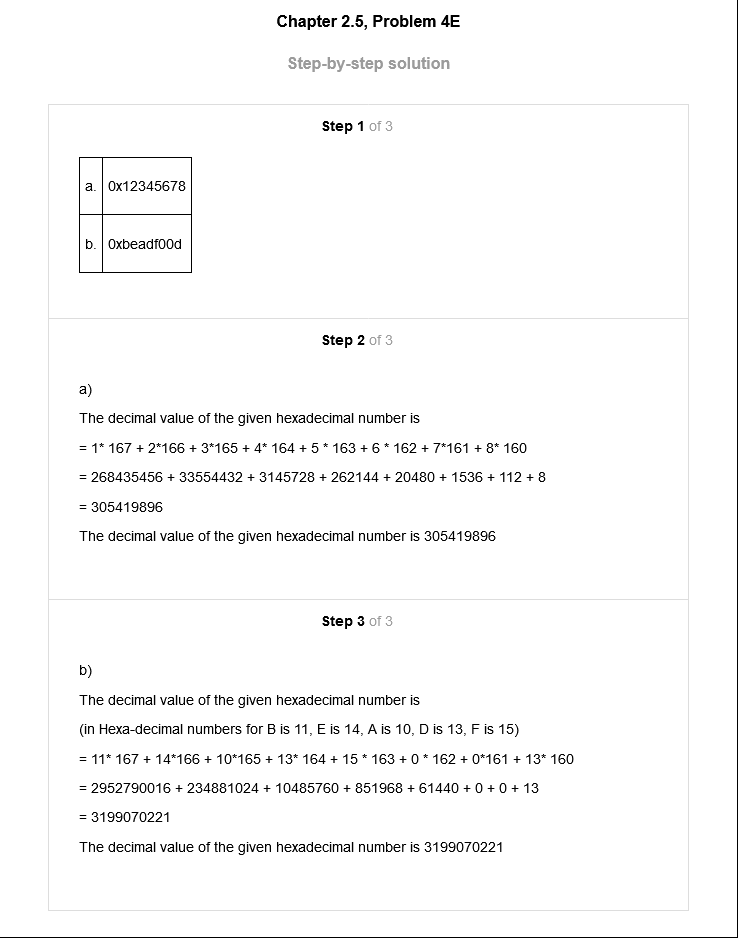 Chapter 2.5, Problem 4E
Step-by-step solution
Step 1 of 3
a. 0x12345678
b. 0xbeadf00d
Step 2 of 3
a)
The decimal value of the given hexadecimal number is
= 1* 167 + 2*166 + 3*165 + 4* 164 + 5 * 163 + 6 * 162 + 7*161 + 8* 160
= 268435456 + 33554432 + 3145728 + 262144 + 20480 + 1536 + 112 + 8
= 305419896
The decimal value of the given hexadecimal number is 305419896
Step 3 of 3
b)
The decimal value of the given hexadecimal number is
(in Hexa-decimal numbers for B is 11, E is 14, A is 10, D is 13, F is 15)
= 11* 167 + 14*166 + 10*165 + 13* 164 + 15 * 163 + 0 * 162 + 0*161 + 13* 160
= 2952790016 + 234881024 + 10485760 + 851968 + 61440 + 0 + 0 + 13
= 3199070221
The decimal value of the given hexadecimal number is 3199070221